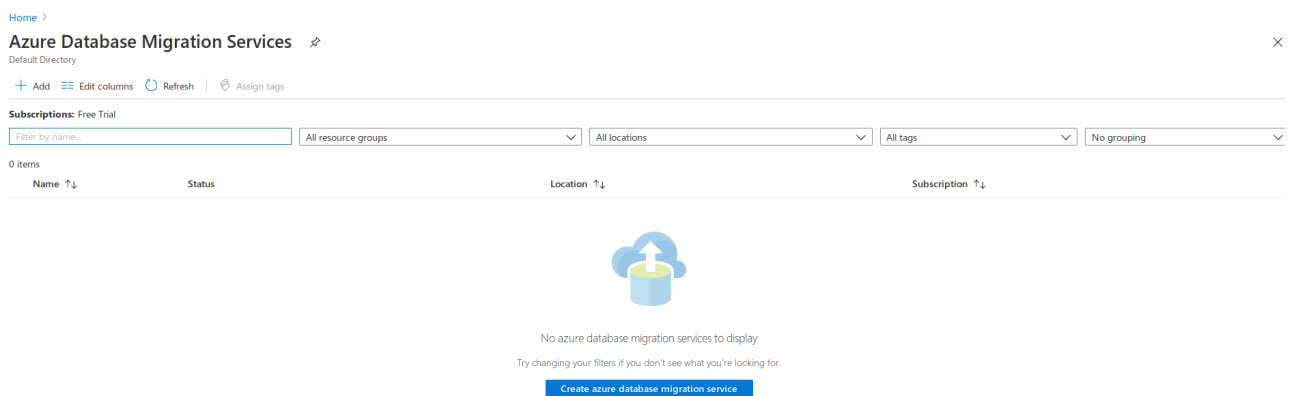 Home >
Azure Database Migration Services
Default Directory
Add Edit columns Refresh Assign tags
Subscriptions: Free Trial
Filter by name... All resource groups All locations All tags No grouping
0 items
Name ↑↓ Status Location ↑↓ Subscription ↑↓
No azure database migration services to display
Try changing your filters if you don't see what you're looking for.
Create azure database migration service